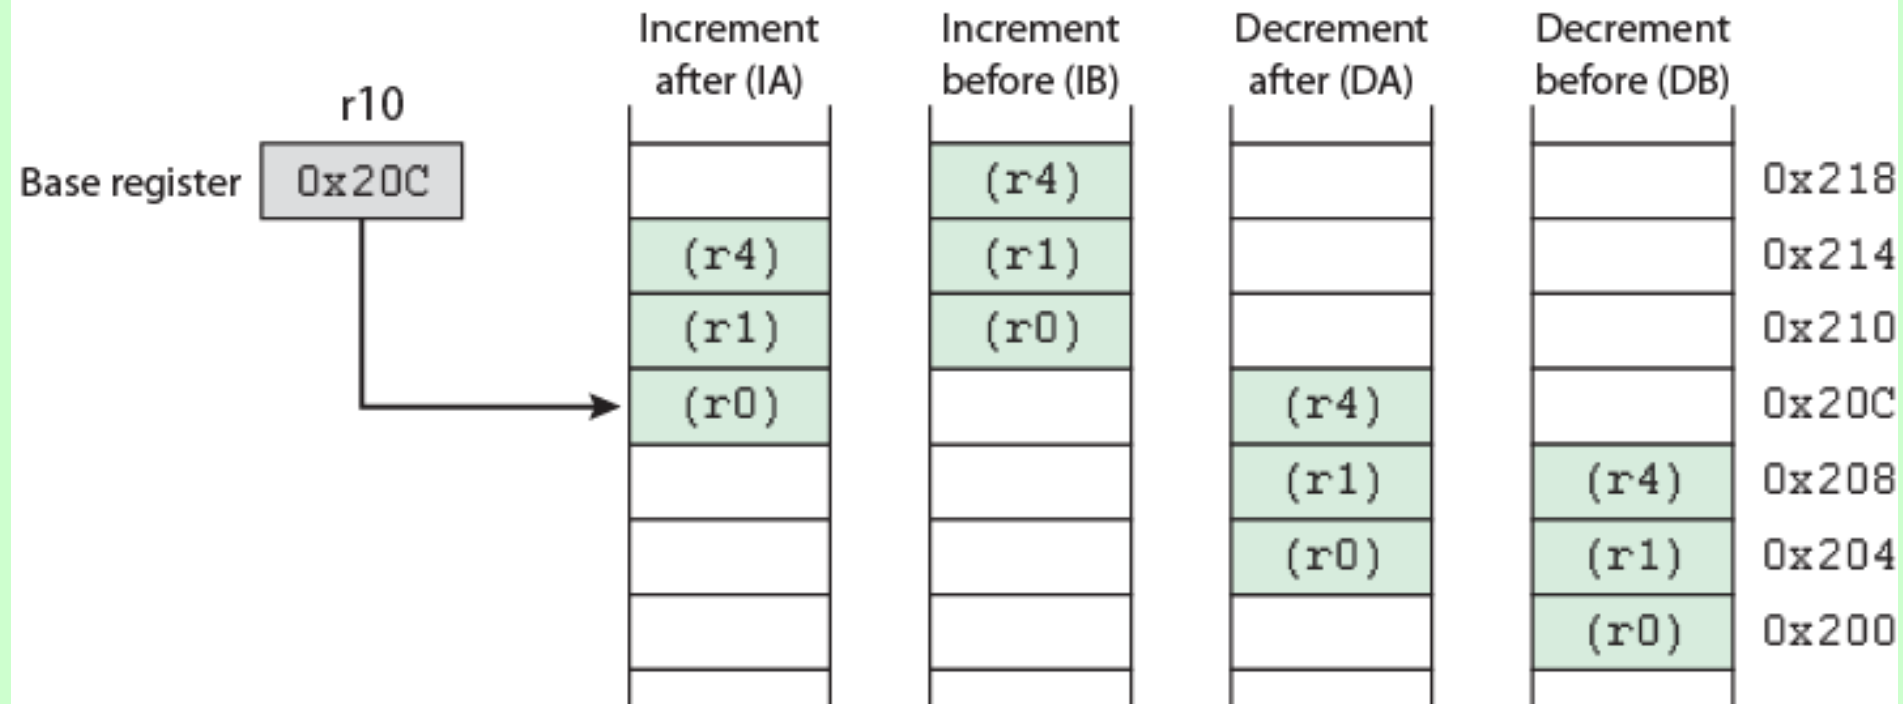 Increment after (IA)
Increment before (IB)
Decrement after (DA)
Decrement before (DB)
r10
Base register 0x20C
(r4) 0x218
(r4) (r1) 0x214
(r1) (r0) 0x210
(r0) (r4) 0x20C
(r1) (r4) 0x208
(r0) (r1) 0x204
(r0) 0x200